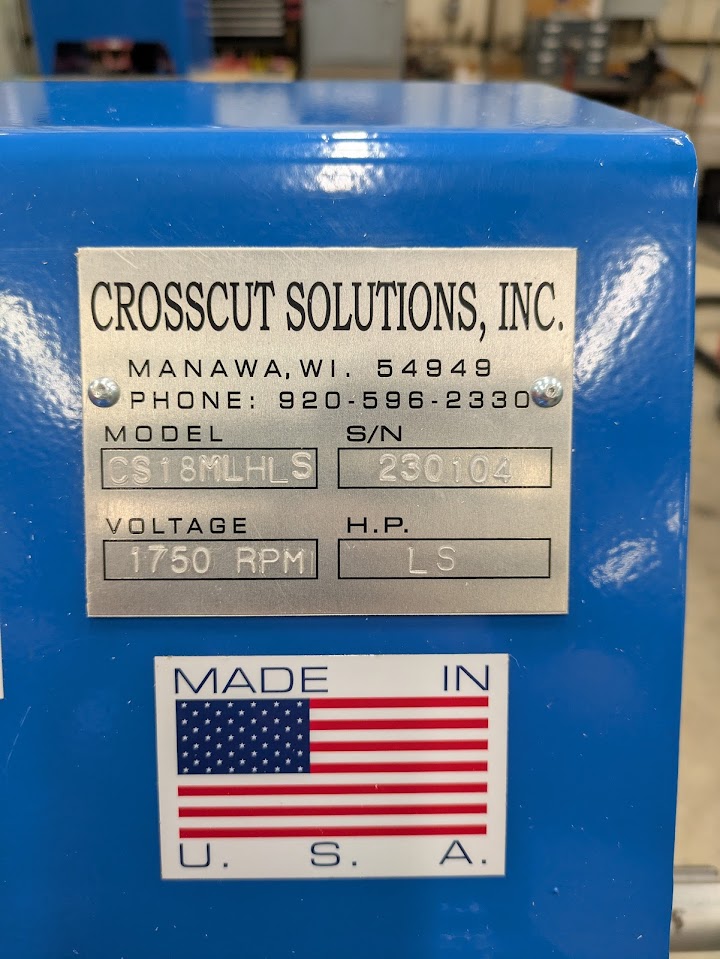 CROSSCUT SOLUTIONS, INC.
MANAWA, WI. 54949
PHONE: 920-596-2330
MODEL S/N
CS18MLHLS 230104
VOLTAGE H.P.
1750 RPM LS
MADE IN
U. S. A.